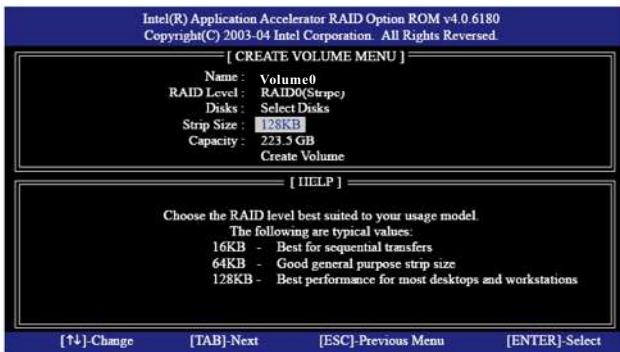 Intel(R) Application Accelerator RAID Option ROM v4.0.6180
Copyright(C) 2003-04 Intel Corporation. All Rights Reversed.
[ CREATE VOLUME MENU ]
Name : Volume0
RAID Level : RAID0(Stripe)
Disks : Select Disks
Strip Size : 128KB
Capacity : 223.5 GB
Create Volume
[ HELP ]
Choose the RAID level best suited to your usage model.
The following are typical values:
16KB - Best for sequential transfers
64KB - Good general purpose strip size
128KB - Best performance for most desktops and workstations
[↑↓]-Change [TAB]-Next [ESC]-Previous Menu [ENTER]-Select